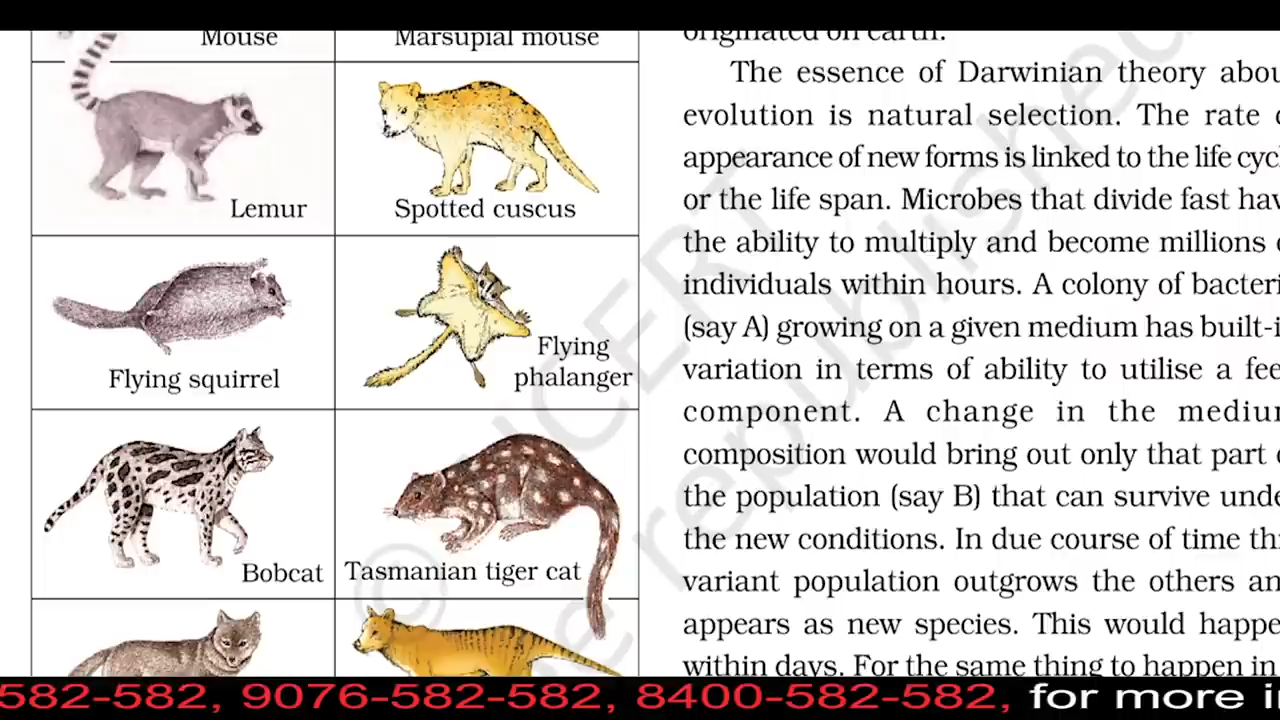 Mouse
Marsupial mouse
Lemur
Spotted cuscus
Flying squirrel
Flying
phalanger
Bobcat
Tasmanian tiger cat
originated on earth.
The essence of Darwinian theory abou
evolution is natural selection. The rate o
appearance of new forms is linked to the life cycl
or the life span. Microbes that divide fast hav
the ability to multiply and become millions o
individuals within hours. A colony of bacteri
(say A) growing on a given medium has built-i
variation in terms of ability to utilise a fee
component. A change in the medium
composition would bring out only that part o
the population (say B) that can survive unde
the new conditions. In due course of time thi
variant population outgrows the others an
appears as new species. This would happe
within days. For the same thing to happen in
© NCERT
be republished
582-582, 9076-582-582, 8400-582-582, for more i